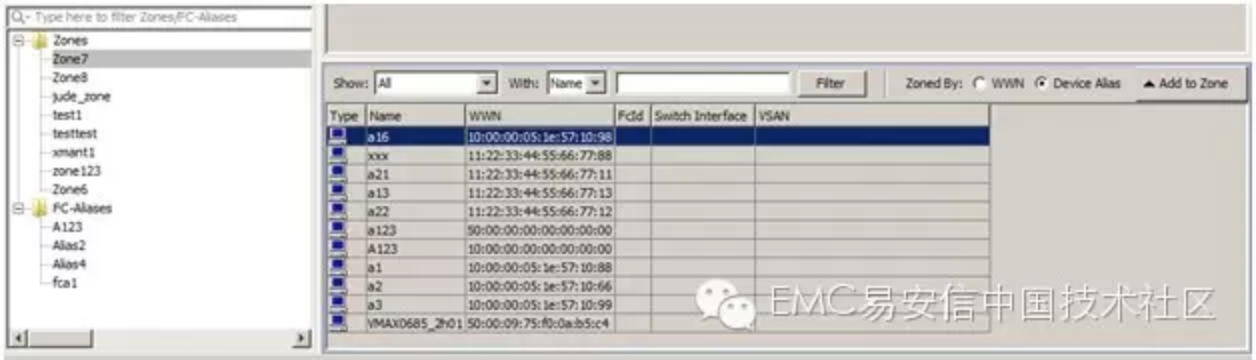 Type here to filter Zones/FC-Aliases
Zones
Zone7
Zone8
jude_zone
test1
testtest
xmant1
zone123
Zone6
FC-Aliases
A123
Alias2
Alias4
fca1
Show: All With: Name Filter Zoned By: WWN Device Alias Add to Zone
Type Name WWN FcId Switch Interface VSAN
a16 10:00:00:05:1e:57:10:98
xxx 11:22:33:44:55:66:77:88
a21 11:22:33:44:55:66:77:11
a13 11:22:33:44:55:66:77:13
a22 11:22:33:44:55:66:77:12
a123 50:00:00:00:00:00:00:00
A123 10:00:00:00:00:00:00:00
a1 10:00:00:05:1e:57:10:88
a2 10:00:00:05:1e:57:10:66
a3 10:00:00:05:1e:57:10:99
VMAX0685_2h01 50:00:09:75:f0:0a:b5:c4
EMC易安信中国技术社区